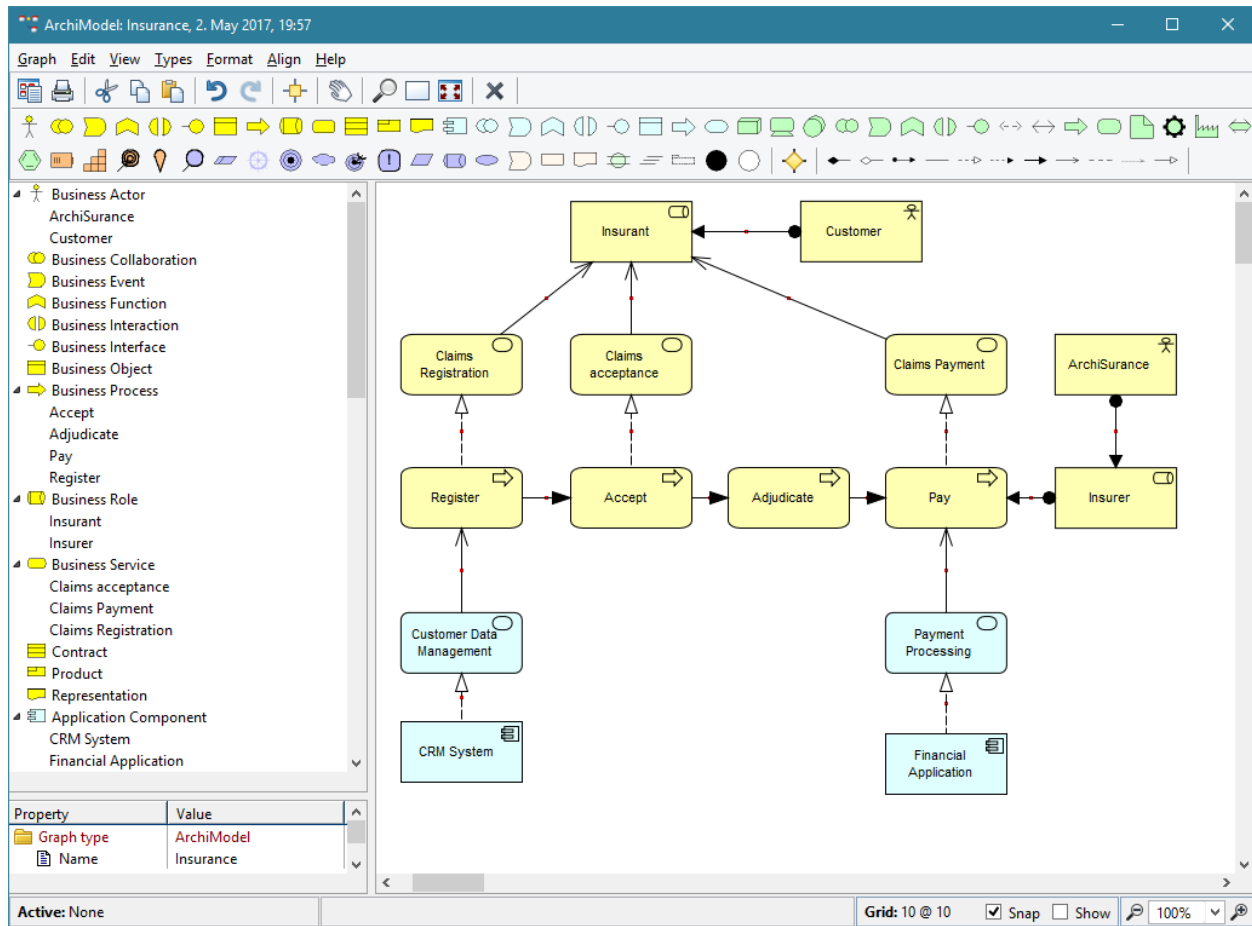 ArchiModel: Insurance, 2. May 2017, 19:57
Graph Edit View Types Format Align Help
Business Actor
ArchiSurance
Customer
Business Collaboration
Business Event
Business Function
Business Interaction
Business Interface
Business Object
Business Process
Accept
Adjudicate
Pay
Register
Business Role
Insurant
Insurer
Business Service
Claims acceptance
Claims Payment
Claims Registration
Contract
Product
Representation
Application Component
CRM System
Financial Application
Property Value
Graph type ArchiModel
Name Insurance
Insurant
Customer
Claims
Registration
Claims
acceptance
Claims Payment
ArchiSurance
Register
Accept
Adjudicate
Pay
Insurer
Customer Data
Management
Payment
Processing
CRM System
Financial
Application
Active: None
Grid: 10 @ 10 Snap Show 100%